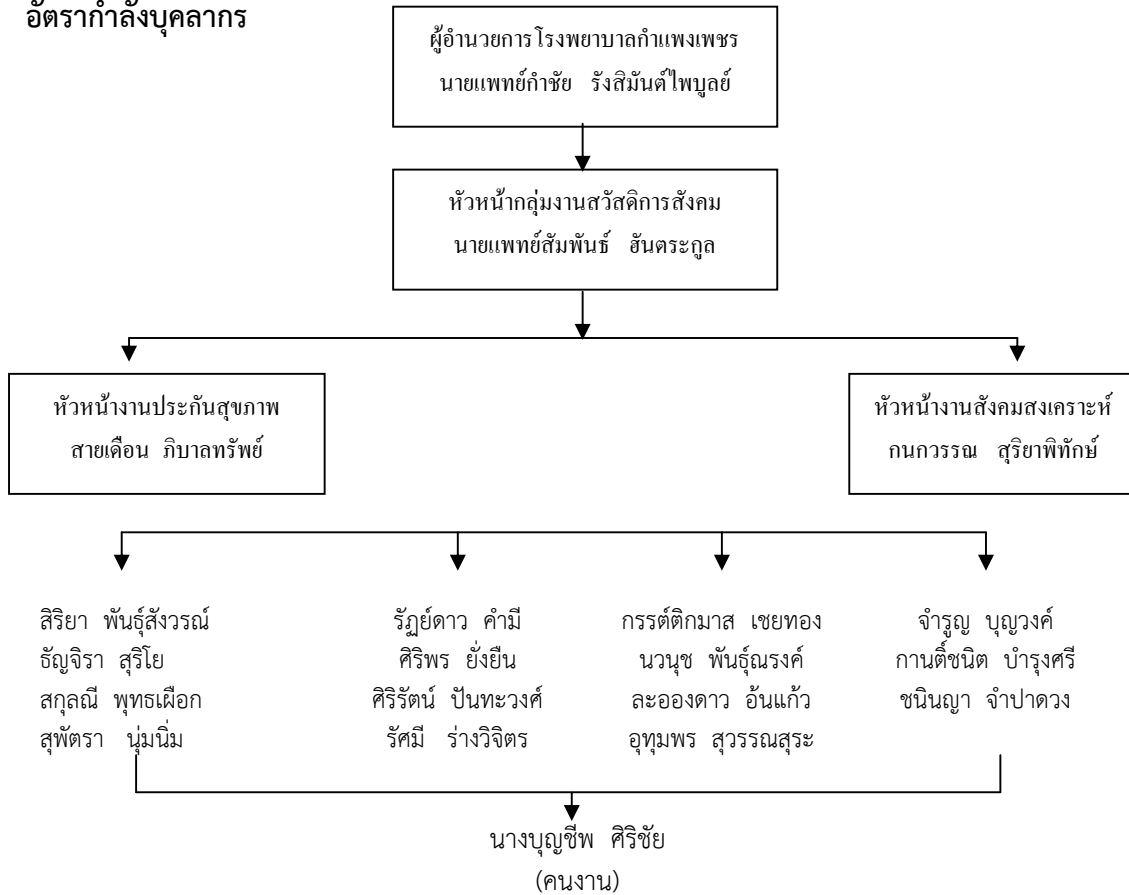 อัตรากำลังบุคลากร
ผู้อำนวยการโรงพยาบาลกำแพงเพชร
นายแพทย์กำชัย รังสิมันต์ไพบูลย์
หัวหน้ากลุ่มงานสวัสดิการสังคม
นายแพทย์สัมพันธ์ ฮันตระกูล
หัวหน้างานประกันสุขภาพ
สายเดือน ภิบาลทรัพย์
หัวหน้างานสังคมสงเคราะห์
กนกวรรณ สุริยาพิทักษ์
สิริยา พันธุ์สังวรณ์
ธัญจิรา สุริโย
สกุลณี พุทธเผือก
สุพัตรา นุ่มนิ่ม
รัฏย์ดาว คำมี
ศิริพร ยั่งยืน
ศิริรัตน์ ปันทะวงศ์
รัศมี ร่างวิจิตร
กรรต์ติกมาส เชยทอง
นวนุช พันธุ์ณรงค์
ละอองดาว อ้นแก้ว
อุทุมพร สุวรรณสุระ
จำรูญ บุญวงค์
กานติ์ชนิต บำรุงศรี
ชนินญา จำปาดวง
นางบุญชีพ ศิริชัย
(คนงาน)